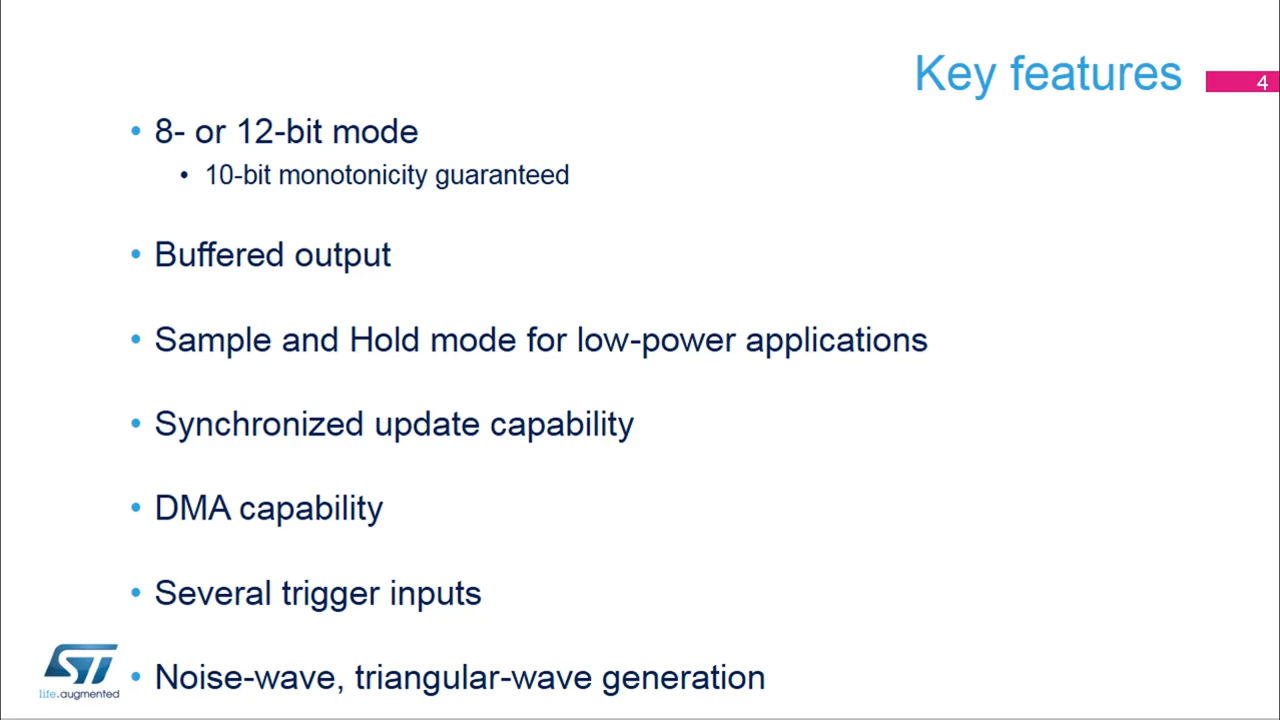 Key features
4
• 8- or 12-bit mode
• 10-bit monotonicity guaranteed
• Buffered output
• Sample and Hold mode for low-power applications
• Synchronized update capability
• DMA capability
• Several trigger inputs
• Noise-wave, triangular-wave generation
ST
life.augmented